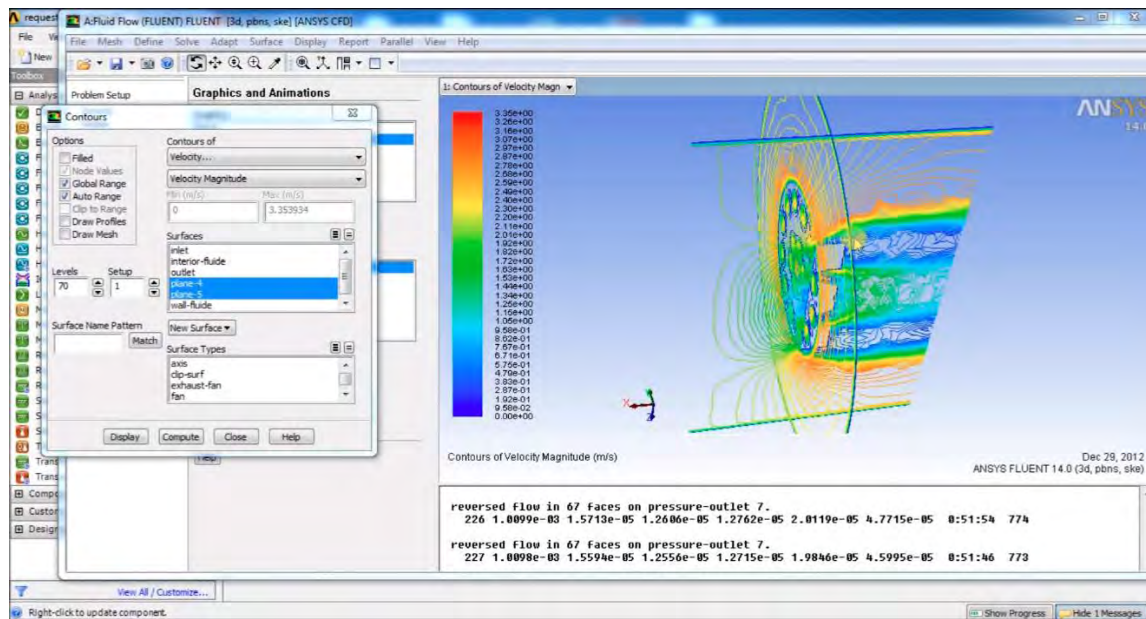 request
A:Fluid Flow (FLUENT) FLUENT [3d, pbns, ske] [ANSYS CFD]
File
File Mesh Define Solve Adapt Surface Display Report Parallel View Help
New
Toolbox
Analys
Problem Setup
Graphics and Animations
1: Contours of Velocity Magn
Contours
Options
Filled
Node Values
Global Range
Auto Range
Clip to Range
Draw Profiles
Draw Mesh
Contours of
Velocity...
Velocity Magnitude
Min (m/s) Max (m/s)
0 3.353934
Surfaces
inlet
interior-fluide
outlet
plane-4
plane-5
wall-fluide
Levels Setup
70 1
Surface Name Pattern
Match
New Surface
Surface Types
axis
clip-surf
exhaust-fan
fan
Display Compute Close Help
Help
Trans
Trans
Compo
Custor
Design
View All / Customize...
Right-click to update component.
3.35e+00
3.26e+00
3.16e+00
3.07e+00
2.97e+00
2.87e+00
2.78e+00
2.68e+00
2.59e+00
2.49e+00
2.40e+00
2.30e+00
2.20e+00
2.11e+00
2.01e+00
1.92e+00
1.82e+00
1.72e+00
1.63e+00
1.53e+00
1.44e+00
1.34e+00
1.25e+00
1.15e+00
1.05e+00
9.58e-01
8.62e-01
7.67e-01
6.71e-01
5.75e-01
4.79e-01
3.83e-01
2.87e-01
1.92e-01
9.58e-02
0.00e+00
ANSYS
14.0
X
Y
Z
Contours of Velocity Magnitude (m/s)
Dec 29, 2012
ANSYS FLUENT 14.0 (3d, pbns, ske)
reversed flow in 67 faces on pressure-outlet 7.
226 1.0099e-03 1.5713e-05 1.2606e-05 1.2762e-05 2.0119e-05 4.7715e-05 0:51:54 774
reversed flow in 67 faces on pressure-outlet 7.
227 1.0098e-03 1.5594e-05 1.2556e-05 1.2715e-05 1.9846e-05 4.5995e-05 0:51:46 773
Show Progress Hide 1 Messages